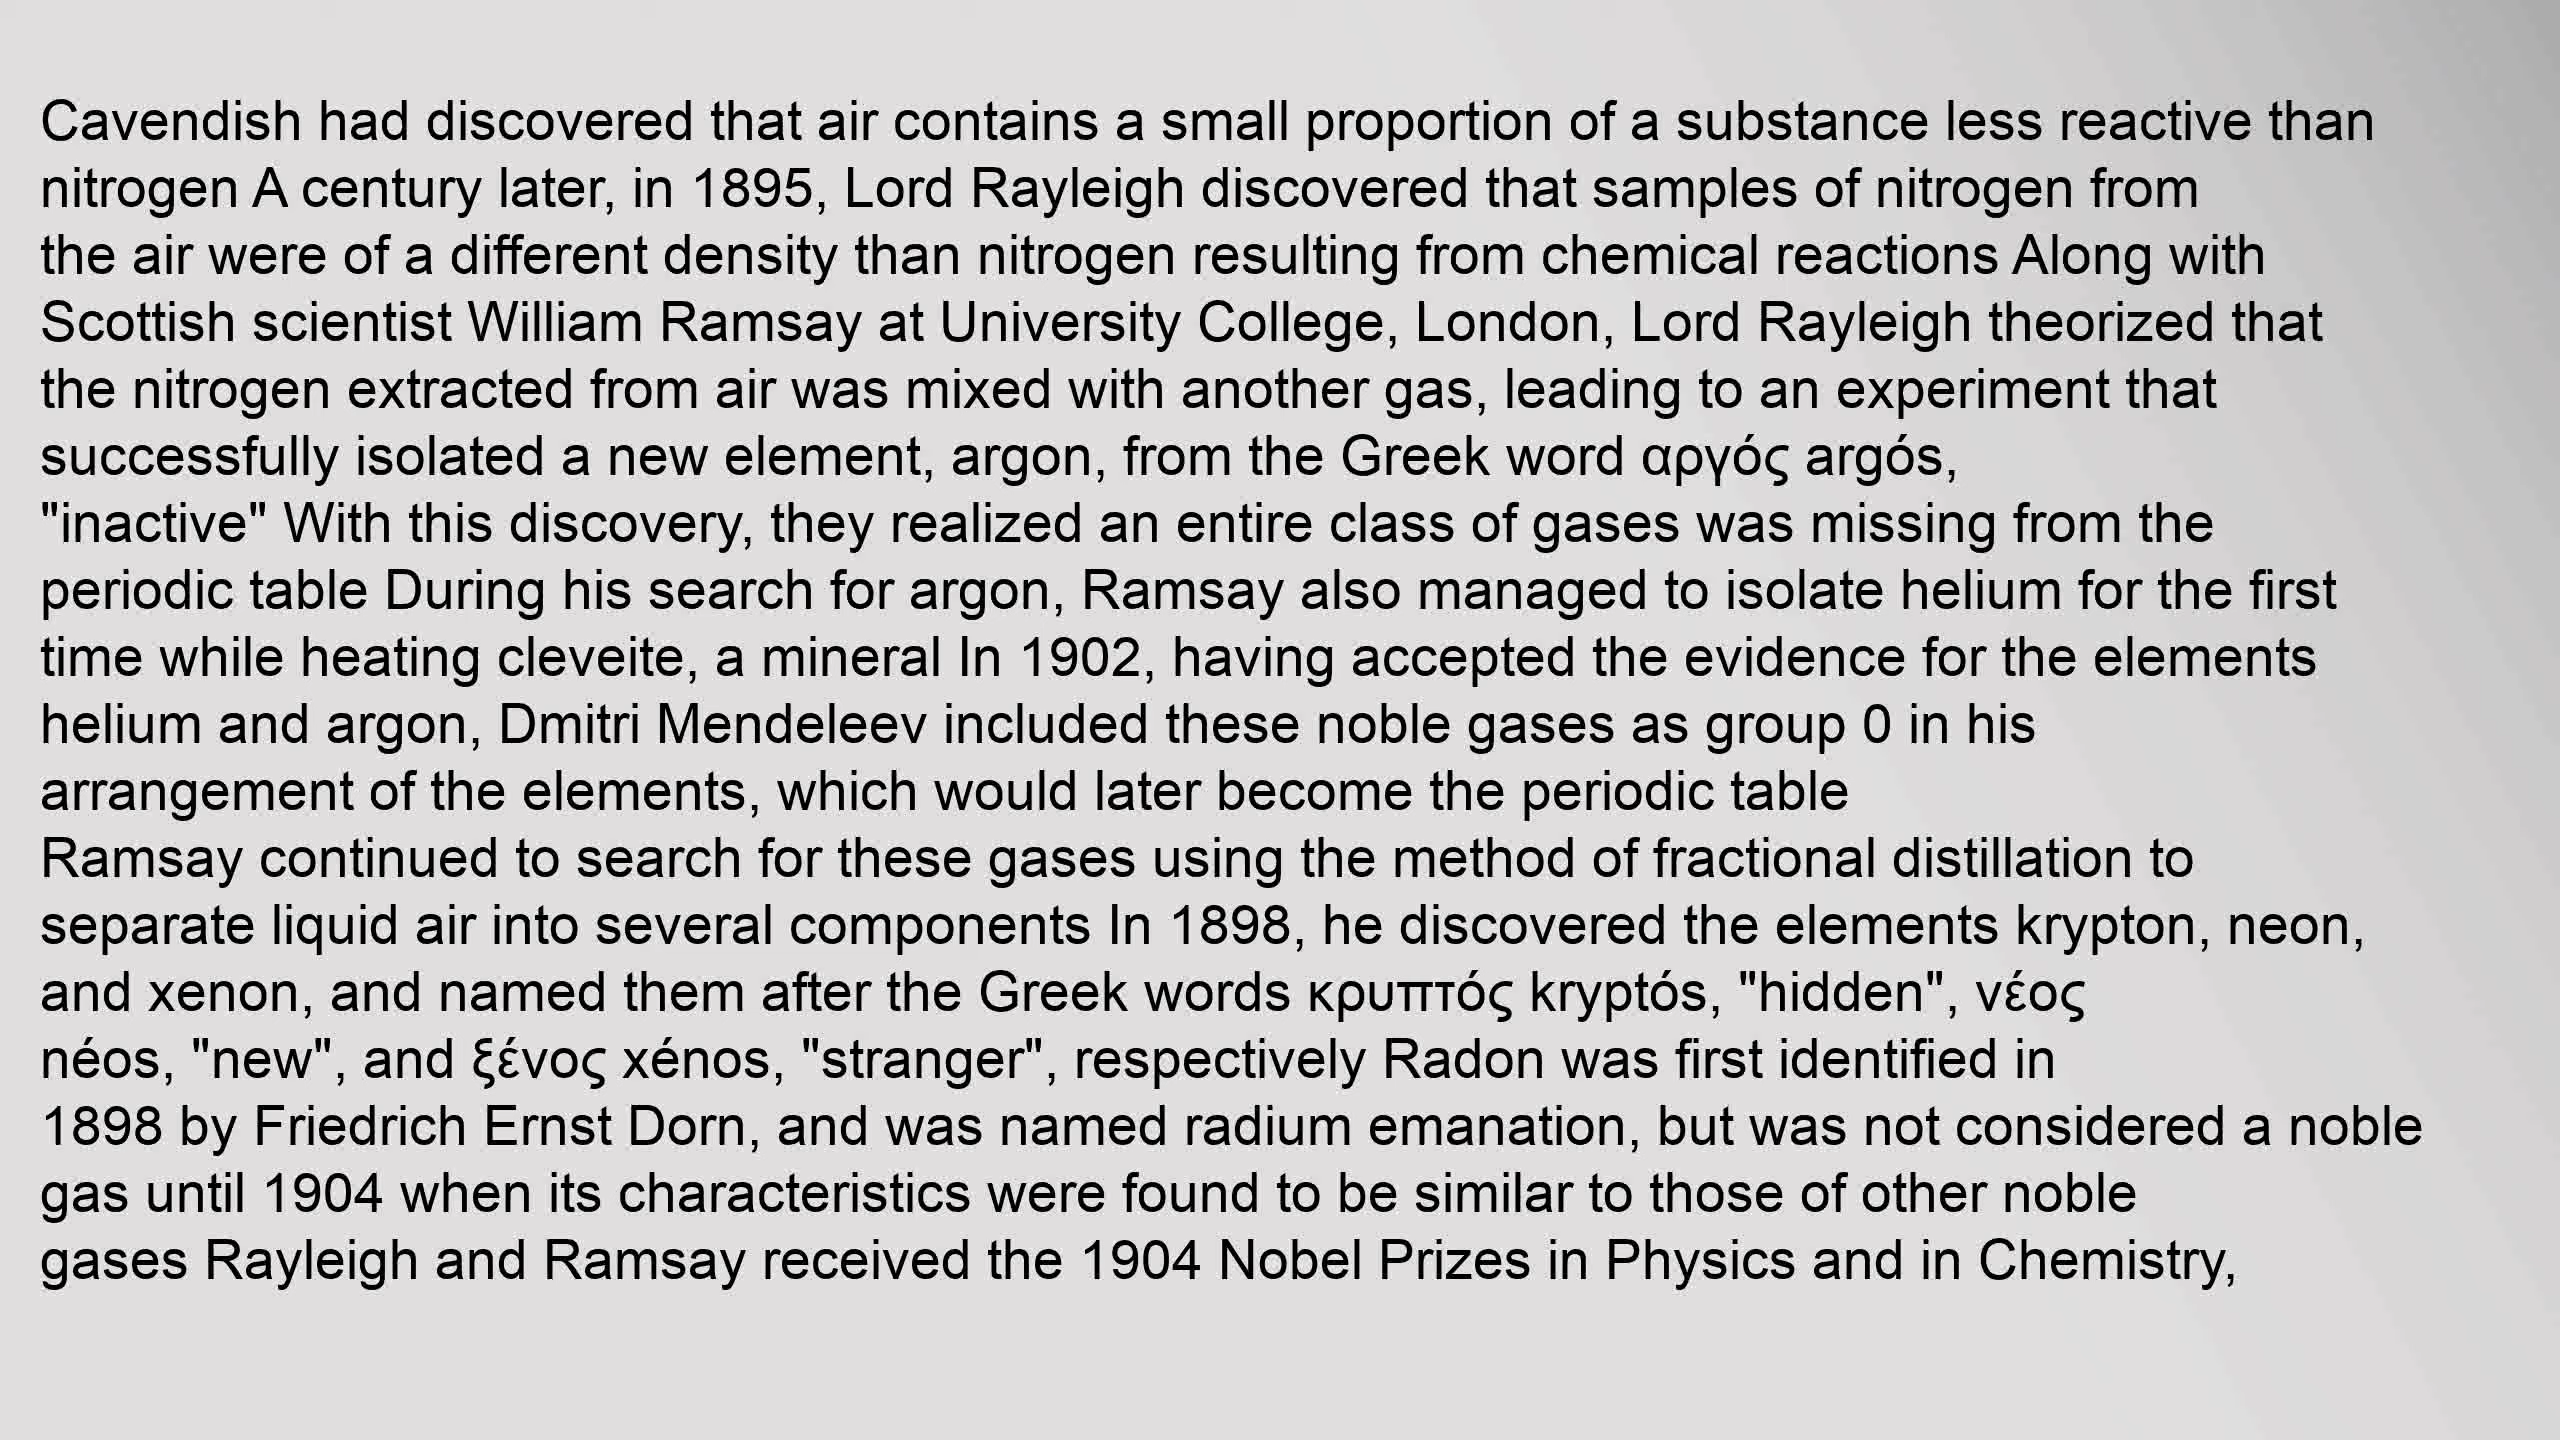 Cavendish had discovered that air contains a small proportion of a substance less reactive than
nitrogen A century later, in 1895, Lord Rayleigh discovered that samples of nitrogen from
the air were of a different density than nitrogen resulting from chemical reactions Along with
Scottish scientist William Ramsay at University College, London, Lord Rayleigh theorized that
the nitrogen extracted from air was mixed with another gas, leading to an experiment that
successfully isolated a new element, argon, from the Greek word αργός argós,
"inactive" With this discovery, they realized an entire class of gases was missing from the
periodic table During his search for argon, Ramsay also managed to isolate helium for the first
time while heating cleveite, a mineral In 1902, having accepted the evidence for the elements
helium and argon, Dmitri Mendeleev included these noble gases as group 0 in his
arrangement of the elements, which would later become the periodic table
Ramsay continued to search for these gases using the method of fractional distillation to
separate liquid air into several components In 1898, he discovered the elements krypton, neon,
and xenon, and named them after the Greek words κρυπτός kryptós, "hidden", νέος
néos, "new", and ξένος xénos, "stranger", respectively Radon was first identified in
1898 by Friedrich Ernst Dorn, and was named radium emanation, but was not considered a noble
gas until 1904 when its characteristics were found to be similar to those of other noble
gases Rayleigh and Ramsay received the 1904 Nobel Prizes in Physics and in Chemistry,